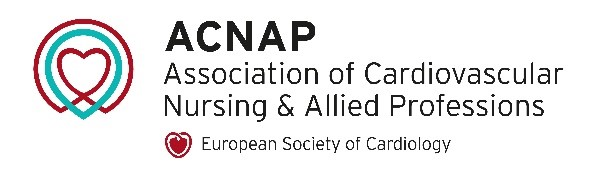 ACNAP
Association of Cardiovascular
Nursing & Allied Professions
European Society of Cardiology